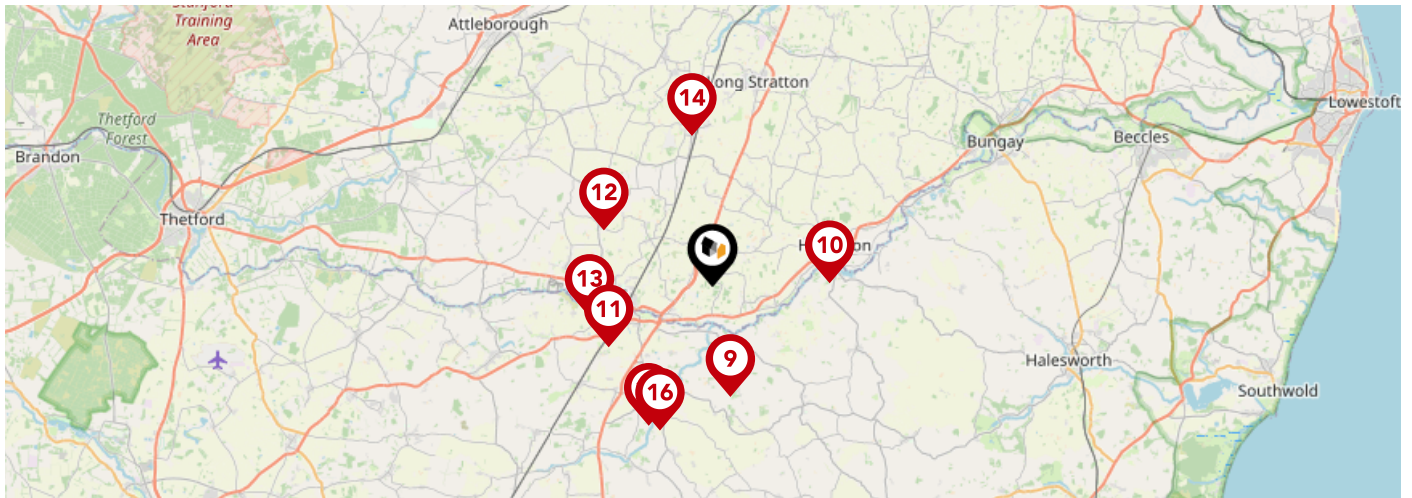 Stanford
Training
Area
Attleborough
14
Long Stratton
Lowestoft
Thetford
Forest
Brandon
Bungay
Beccles
12
Thetford
10
13
11
9
Halesworth
16
Southwold